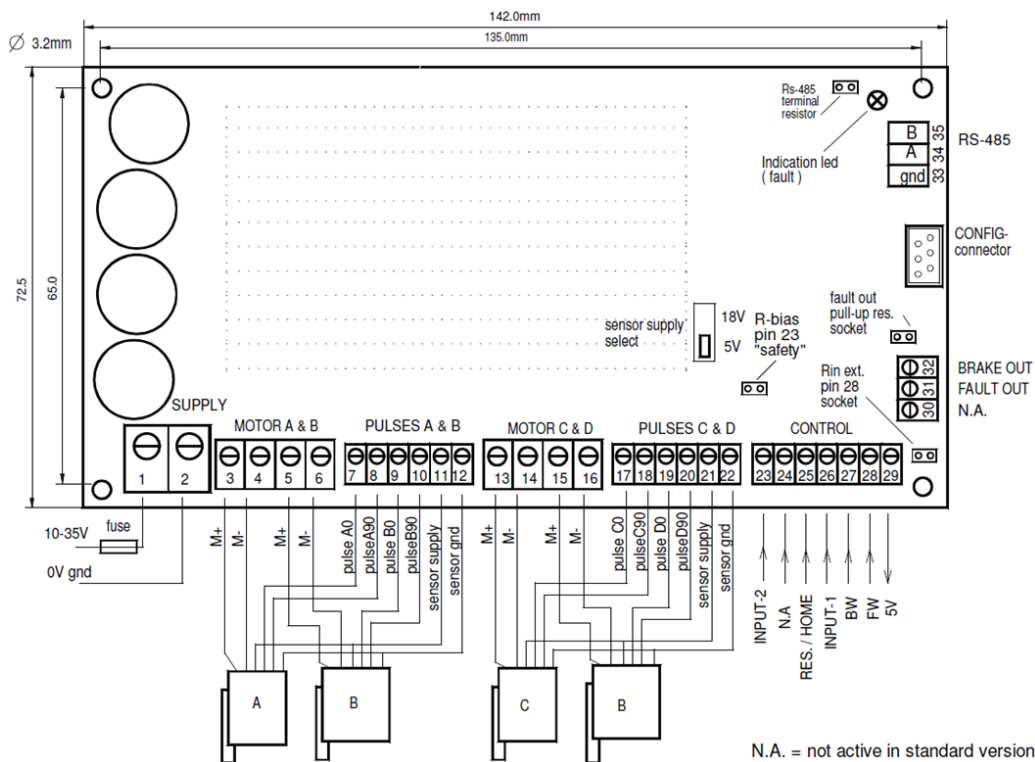 142.0mm
Ø 3.2mm
135.0mm
72.5
65.0
Rs-485
terminal
resistor
Indication led
( fault )
B 35
A 34
gnd 33
RS-485
CONFIG-
connector
fault out
pull-up res.
socket
sensor supply
select
18V
5V
R-bias
pin 23
"safety"
Rin ext.
pin 28
socket
32 BRAKE OUT
31 FAULT OUT
30 N.A.
SUPPLY
MOTOR A & B
PULSES A & B
MOTOR C & D
PULSES C & D
CONTROL
1 2 3 4 5 6 7 8 9 10 11 12 13 14 15 16 17 18 19 20 21 22 23 24 25 26 27 28 29
10-35V
fuse
0V gnd
M+
M-
M+
M-
pulse A0
pulseA90
pulse B0
pulseB90
sensor supply
sensor gnd
M+
M-
M+
M-
pulse C0
pulseC90
pulse D0
pulseD90
sensor supply
sensor gnd
INPUT-2
N.A
RES. / HOME
INPUT-1
BW
FW
5V
A
B
C
B
N.A. = not active in standard version